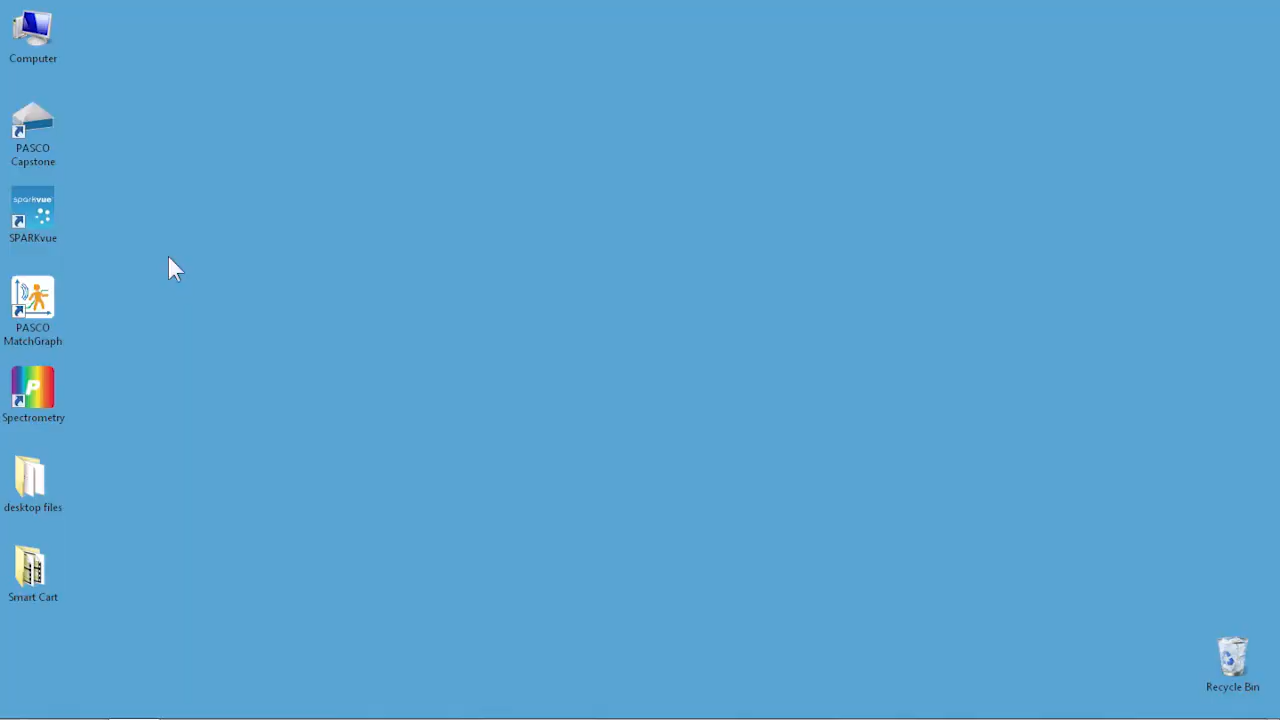 Computer
PASCO
Capstone
sparkvue
SPARKvue
PASCO
MatchGraph
P
Spectrometry
desktop files
Smart Cart
Recycle Bin